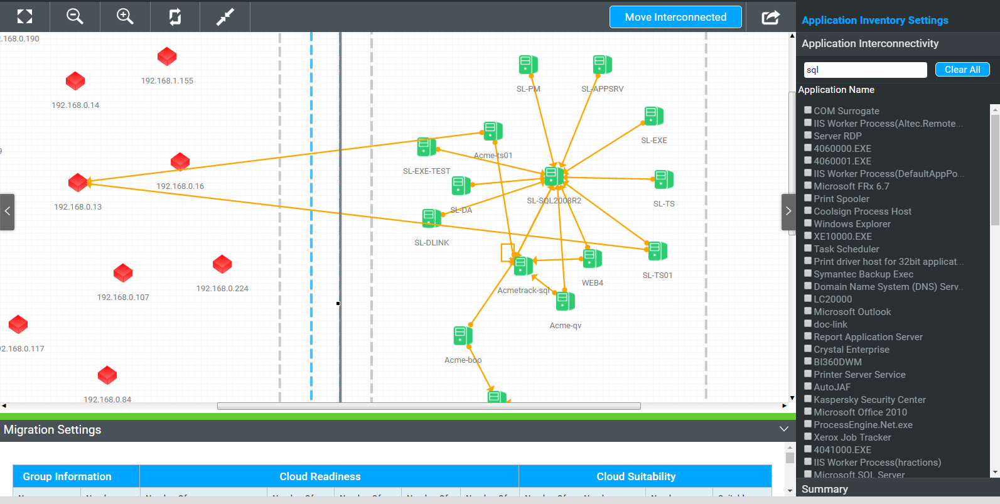 Move Interconnected
Application Inventory Settings
Application Interconnectivity
sql
Clear All
Application Name
COM Surrogate
IIS Worker Process(Altec.Remote...
Server RDP
4060000.EXE
4060001.EXE
IIS Worker Process(DefaultAppPo...
Microsoft FRx 6.7
Print Spooler
Coolsign Process Host
Windows Explorer
XE10000.EXE
Task Scheduler
Print driver host for 32bit applicat...
Symantec Backup Exec
Domain Name System (DNS) Serv...
LC20000
Microsoft Outlook
doc-link
Report Application Server
Crystal Enterprise
BI360DWM
Printer Server Service
AutoJAF
Kaspersky Security Center
Microsoft Office 2010
ProcessEngine.Net.exe
Xerox Job Tracker
4041000.EXE
IIS Worker Process(hractions)
Microsoft SQL Server
Summary
.168.0.190
192.168.1.155
192.168.0.14
192.168.0.16
192.168.0.13
192.168.0.224
192.168.0.107
2.168.0.117
192.168.0.84
SL-PM
SL-APPSRV
SL-EXE
Acme-ts01
SL-EXE-TEST
SL-SQL2008R2
SL-TS
SL-DA
SL-DLINK
SL-TS01
WEB4
Acmetrack-sql
Acme-qv
Acme-boo
Migration Settings
Group Information
Cloud Readiness
Cloud Suitability